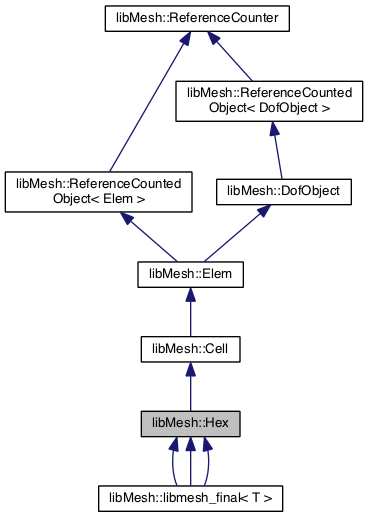 libMesh::ReferenceCounter
libMesh::ReferenceCounted
Object< DofObject >
libMesh::ReferenceCounted
Object< Elem >
libMesh::DofObject
libMesh::Elem
libMesh::Cell
libMesh::Hex
libMesh::libmesh_final< T >